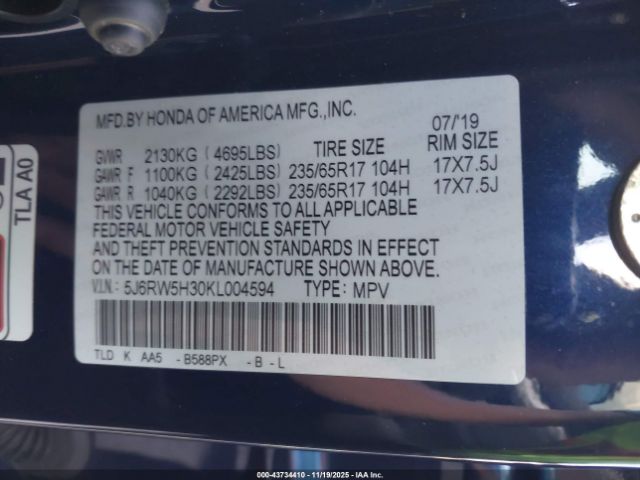 MFD.BY HONDA OF AMERICA MFG.,INC. 07/'19
GVWR 2130KG ( 4695LBS) TIRE SIZE RIM SIZE
GAWR F 1100KG ( 2425LBS) 235/65R17 104H 17X7.5J
GAWR R 1040KG ( 2292LBS) 235/65R17 104H 17X7.5J
THIS VEHICLE CONFORMS TO ALL APPLICABLE
FEDERAL MOTOR VEHICLE SAFETY
AND THEFT PREVENTION STANDARDS IN EFFECT
ON THE DATE OF MANUFACTURE SHOWN ABOVE.
V.I.N.: 5J6RW5H30KL004594 TYPE: MPV
TLD K AA5 -B588PX -B-L
TLA A0
000-43734410 - 11/19/2025 - IAA Inc.